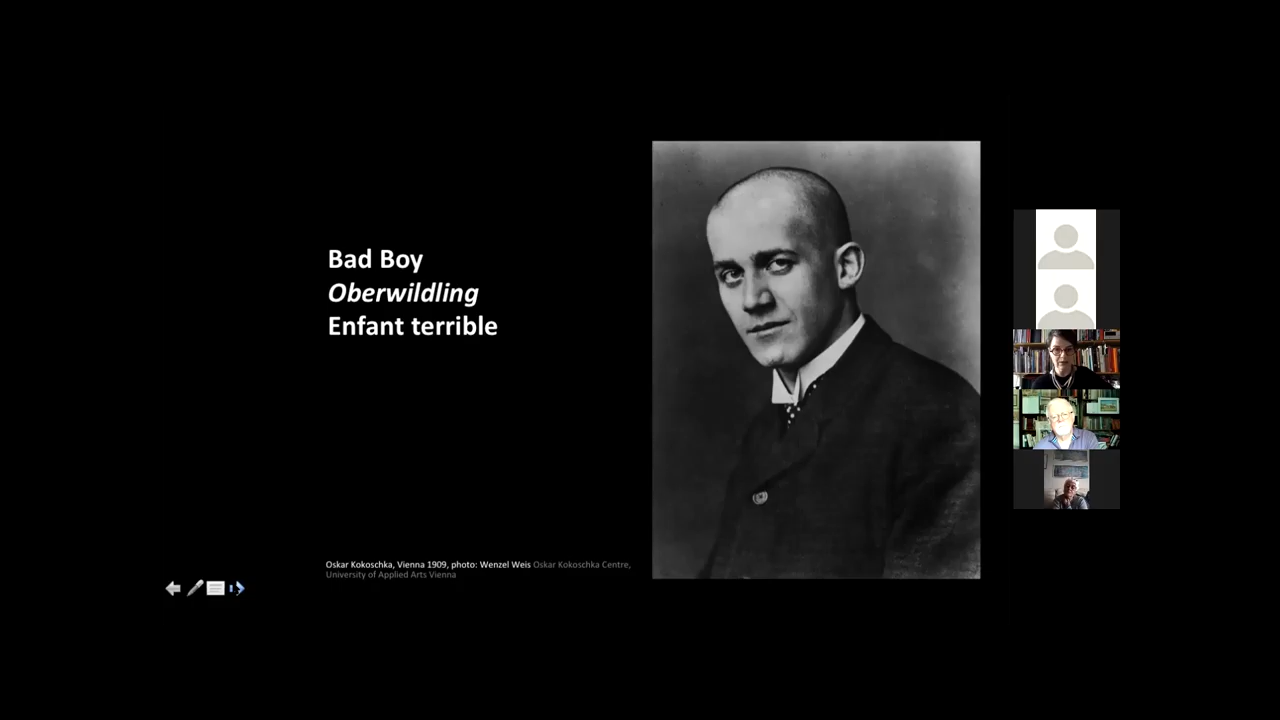 Bad Boy
Oberwildling
Enfant terrible
Oskar Kokoschka, Vienna 1909, photo: Wenzel Weis Oskar Kokoschka Centre,
University of Applied Arts Vienna